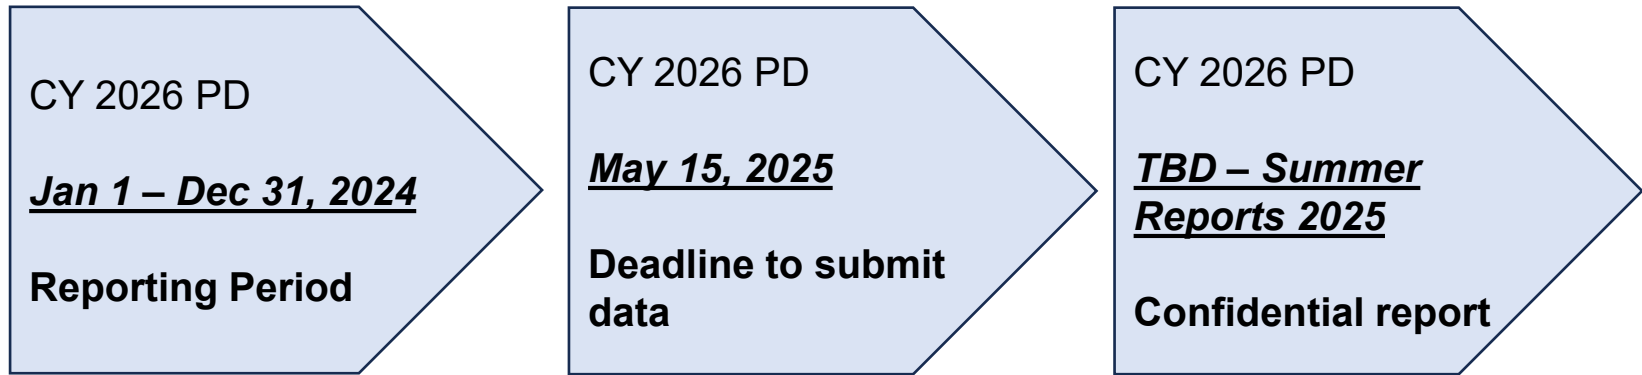 CY 2026 PD
Jan 1 – Dec 31, 2024
Reporting Period
CY 2026 PD
May 15, 2025
Deadline to submit
data
CY 2026 PD
TBD – Summer
Reports 2025
Confidential report